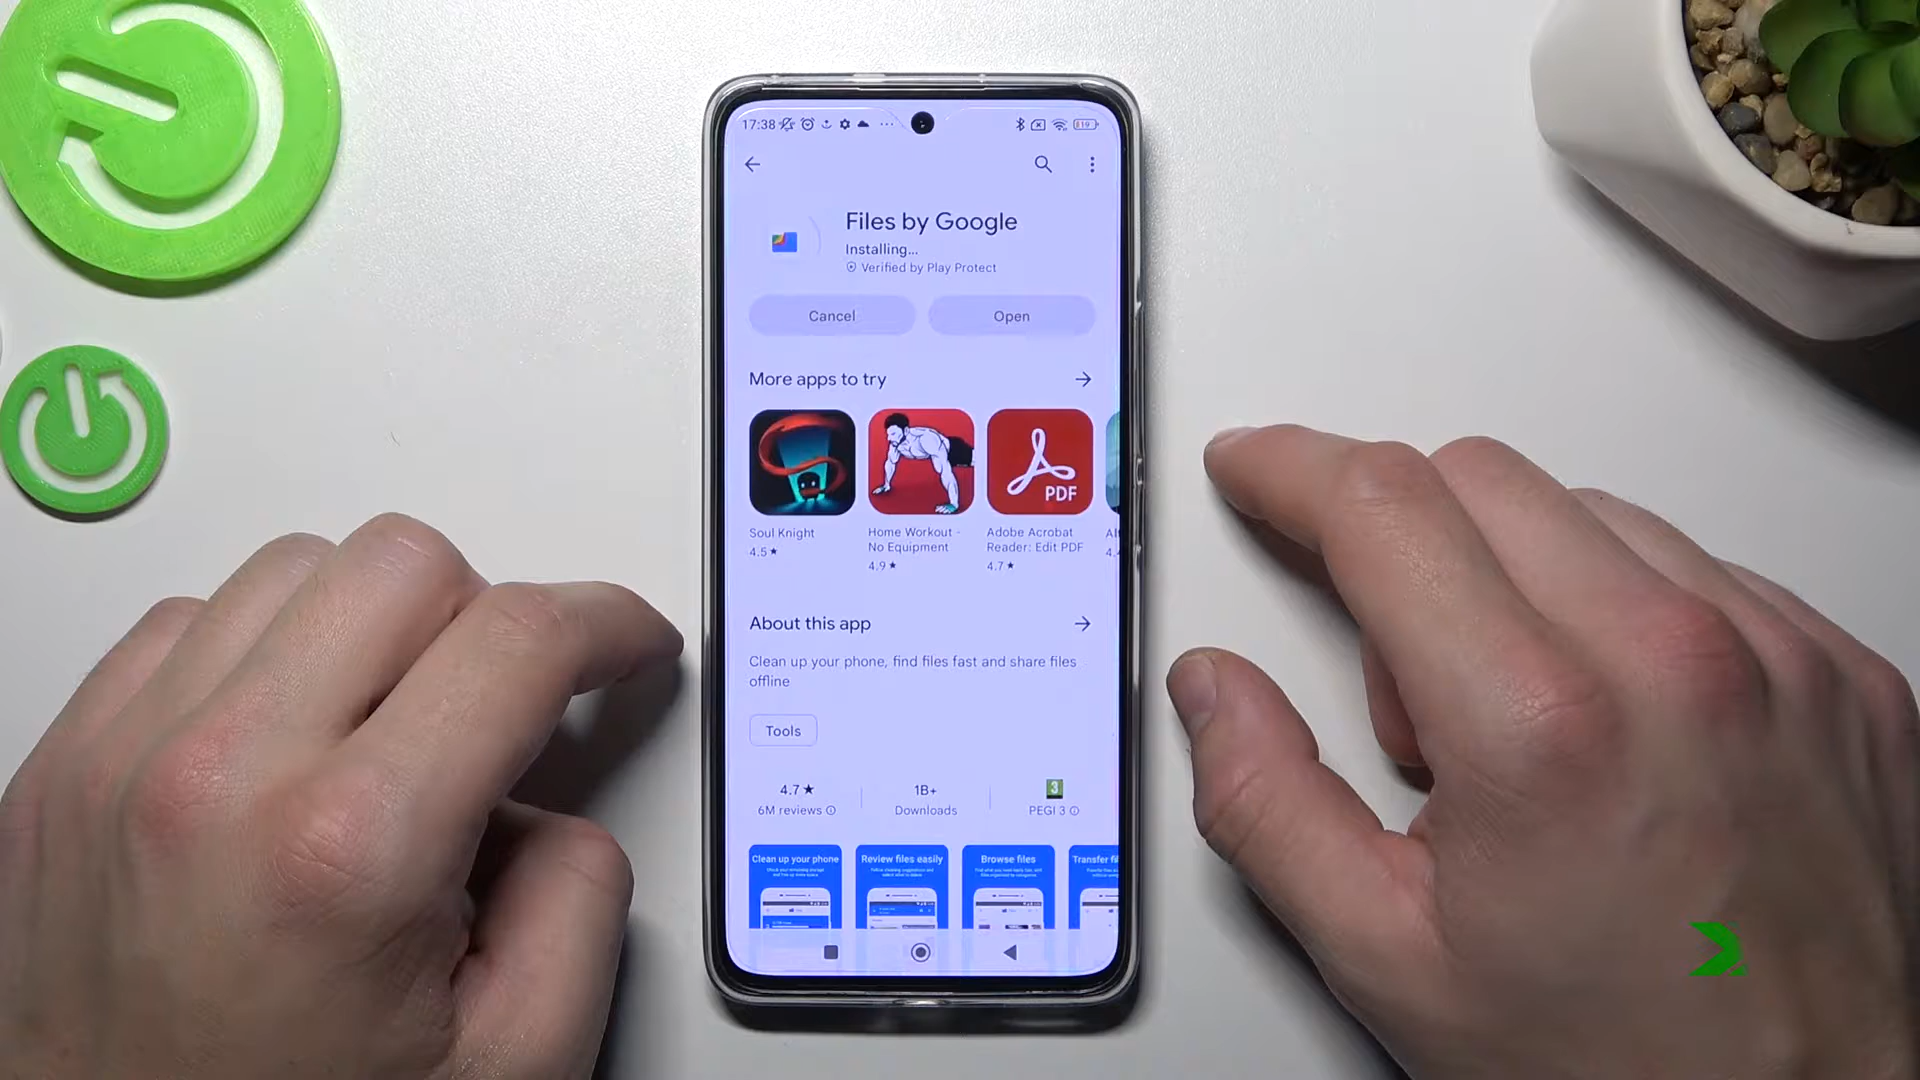 17:38
Files by Google
Installing...
Verified by Play Protect
Cancel
Open
More apps to try
PDF
Soul Knight
4.5★
Home Workout -
No Equipment
4.9★
Adobe Acrobat
Reader: Edit PDF
4.7★
4.
About this app
Clean up your phone, find files fast and share files
offline
Tools
4.7★
6M reviews
1B+
Downloads
3
PEGI 3
Clean up your phone
Review files easily
Browse files